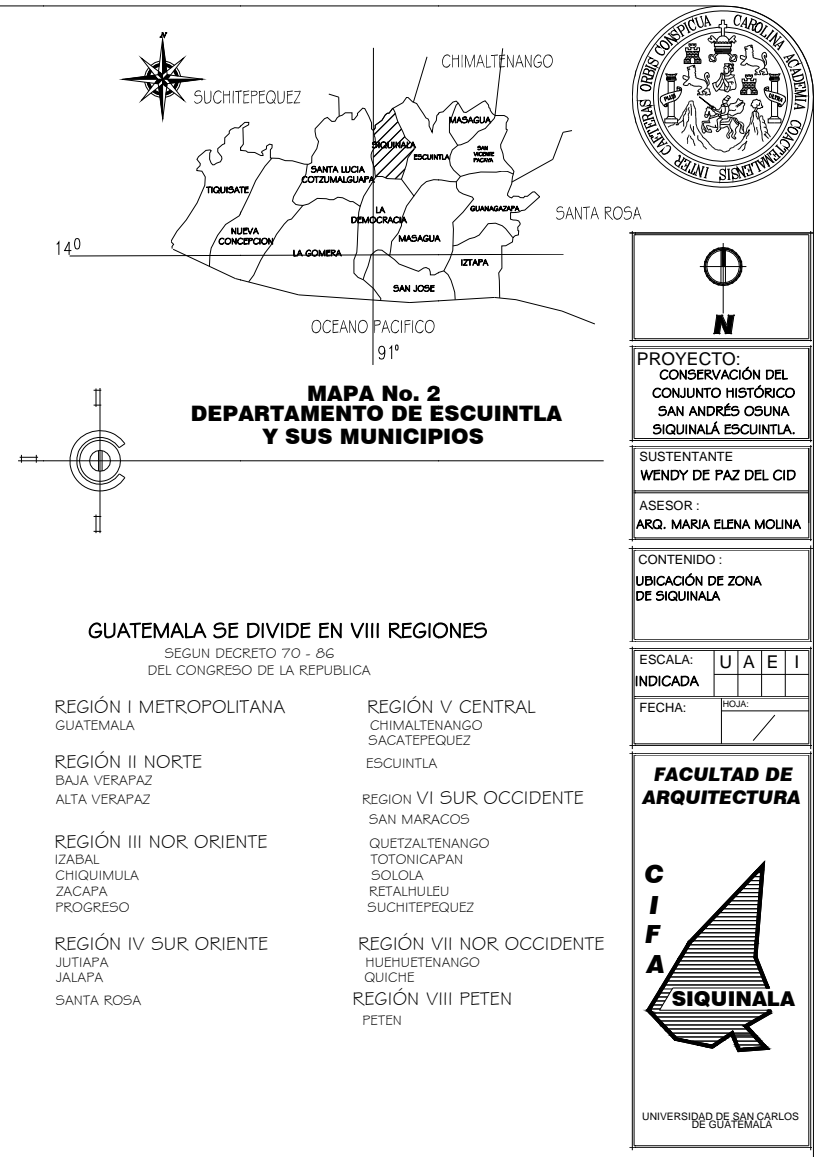 N
CHIMALTENANGO
SUCHITEPEQUEZ
MASAGUA
SIQUINALA
ESCUINTLA
SAN
VICENTE
PACAYA
SANTA LUCIA
COTZUMALGUAPA
TIQUISATE
LA
DEMOCRACIA
GUANAGAZAPA
SANTA ROSA
NUEVA
CONCEPCION
MASAGUA
14⁰
LA GOMERA
IZTAPA
SAN JOSE
OCEANO PACIFICO
91⁰
MAPA No. 2
DEPARTAMENTO DE ESCUINTLA
Y SUS MUNICIPIOS
GUATEMALA SE DIVIDE EN VIII REGIONES
SEGUN DECRETO 70 - 86
DEL CONGRESO DE LA REPUBLICA
REGIÓN I METROPOLITANA
GUATEMALA
REGIÓN II NORTE
BAJA VERAPAZ
ALTA VERAPAZ
REGIÓN III NOR ORIENTE
IZABAL
CHIQUIMULA
ZACAPA
PROGRESO
REGIÓN IV SUR ORIENTE
JUTIAPA
JALAPA
SANTA ROSA
REGIÓN V CENTRAL
CHIMALTENANGO
SACATEPEQUEZ
ESCUINTLA
REGION VI SUR OCCIDENTE
SAN MARACOS
QUETZALTENANGO
TOTONICAPAN
SOLOLA
RETALHULEU
SUCHITEPEQUEZ
REGIÓN VII NOR OCCIDENTE
HUEHUETENANGO
QUICHE
REGIÓN VIII PETEN
PETEN
CAROLINA ACADEMIA COACTEMALENSIS INTER CAETERAS ORBIS CONSPICUA
PLUS ULTRA
N
PROYECTO:
CONSERVACIÓN DEL
CONJUNTO HISTÓRICO
SAN ANDRÉS OSUNA
SIQUINALÁ ESCUINTLA.
SUSTENTANTE
WENDY DE PAZ DEL CID
ASESOR :
ARQ. MARIA ELENA MOLINA
CONTENIDO :
UBICACIÓN DE ZONA
DE SIQUINALA
ESCALA:
INDICADA
U A E I
FECHA:
HOJA:
/
FACULTAD DE
ARQUITECTURA
C
I
F
A
SIQUINALA
UNIVERSIDAD DE SAN CARLOS
DE GUATEMALA